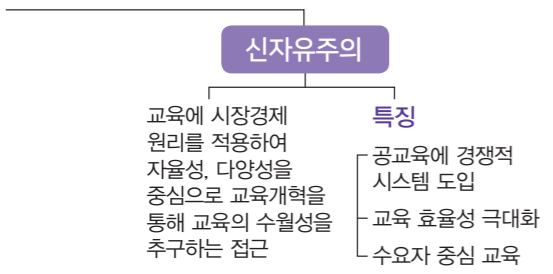 신자유주의
교육에 시장경제
원리를 적용하여
자율성, 다양성을
중심으로 교육개혁을
통해 교육의 수월성을
추구하는 접근
특징
공교육에 경쟁적
시스템 도입
교육 효율성 극대화
수요자 중심 교육